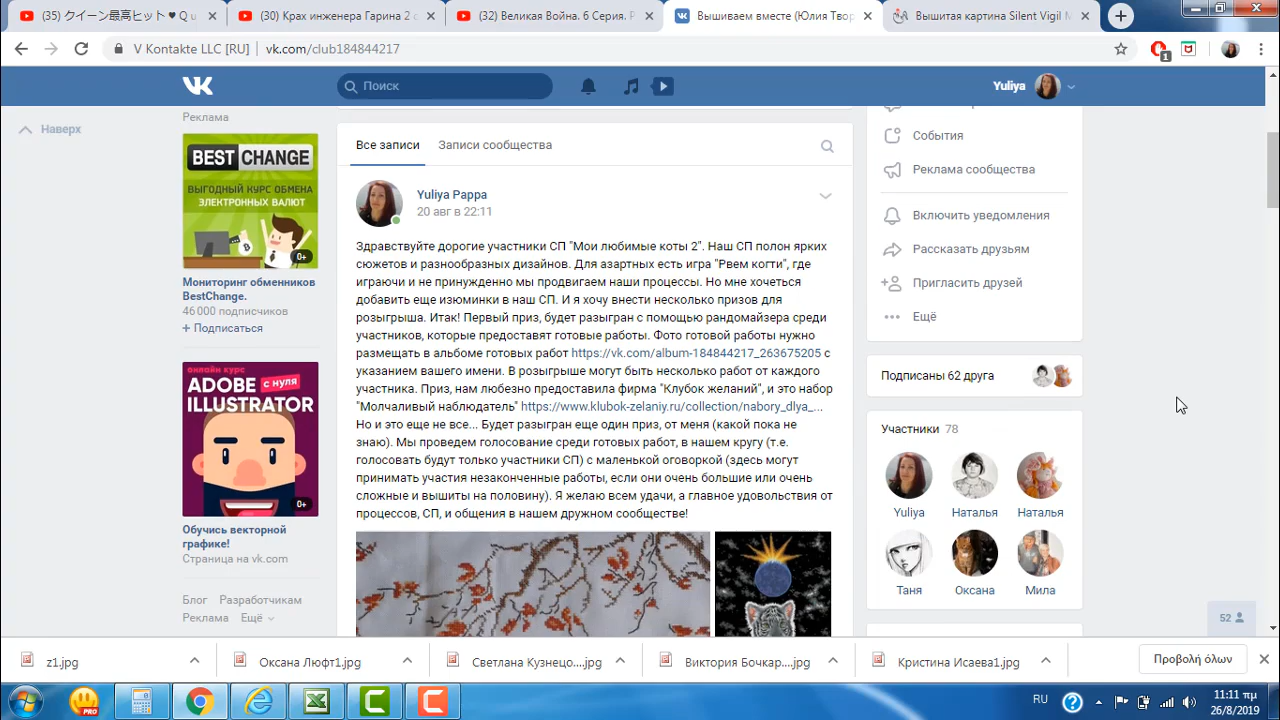 (35) クイーン最高ヒット ♥ Q u
(30) Крах инженера Гарина 2 с
(32) Великая Война. 6 Серия. Р
Вышиваем вместе (Юлия Твор
Вышитая картина Silent Vigil М
V Kontakte LLC [RU] | vk.com/club184844217
1
Поиск
Yuliya
Наверх
Реклама
BEST CHANGE
ВЫГОДНЫЙ КУРС ОБМЕНА
ЭЛЕКТРОННЫХ ВАЛЮТ
0+
Мониторинг обменников
BestChange.
46 000 подписчиков
+ Подписаться
онлайн курс
ADOBE с нуля
ILLUSTRATOR
0+
Обучись векторной
графике!
Страница на vk.com
Блог Разработчикам
Реклама Ещё
Все записи Записи сообщества
Yuliya Pappa
20 авг в 22:11
Здравствуйте дорогие участники СП "Мои любимые коты 2". Наш СП полон ярких
сюжетов и разнообразных дизайнов. Для азартных есть игра "Рвем когти", где
играючи и не принужденно мы продвигаем наши процессы. Но мне хочеться
добавить еще изюминки в наш СП. И я хочу внести несколько призов для
розыгрыша. Итак! Первый приз, будет разыгран с помощью рандомайзера среди
участников, которые предоставят готовые работы. Фото готовой работы нужно
размещать в альбоме готовых работ https://vk.com/album-184844217_263675205 с
указанием вашего имени. В розыгрыше могут быть несколько работ от каждого
участника. Приз, нам любезно предоставила фирма "Клубок желаний", и это набор
"Молчаливый наблюдатель" https://www.klubok-zelaniy.ru/collection/nabory_dlya_...
Но и это еще не все... Будет разыгран еще один приз, от меня (какой пока не
знаю). Мы проведем голосование среди готовых работ, в нашем кругу (т.е.
голосовать будут только участники СП) с маленькой оговоркой (здесь могут
принимать участия незаконченные работы, если они очень большие или очень
сложные и вышиты на половину). Я желаю всем удачи, а главное удовольствия от
процессов, СП, и общения в нашем дружном сообществе!
События
Реклама сообщества
Включить уведомления
Рассказать друзьям
Пригласить друзей
Ещё
Подписаны 62 друга
Участники 78
Yuliya Наталья Наталья
Таня Оксана Мила
52
z1.jpg
Оксана Люфт1.jpg
Светлана Кузнецо....jpg
Виктория Бочкар....jpg
Кристина Исаева1.jpg
Προβολή όλων
PRO
RU
11:11 πμ
26/8/2019